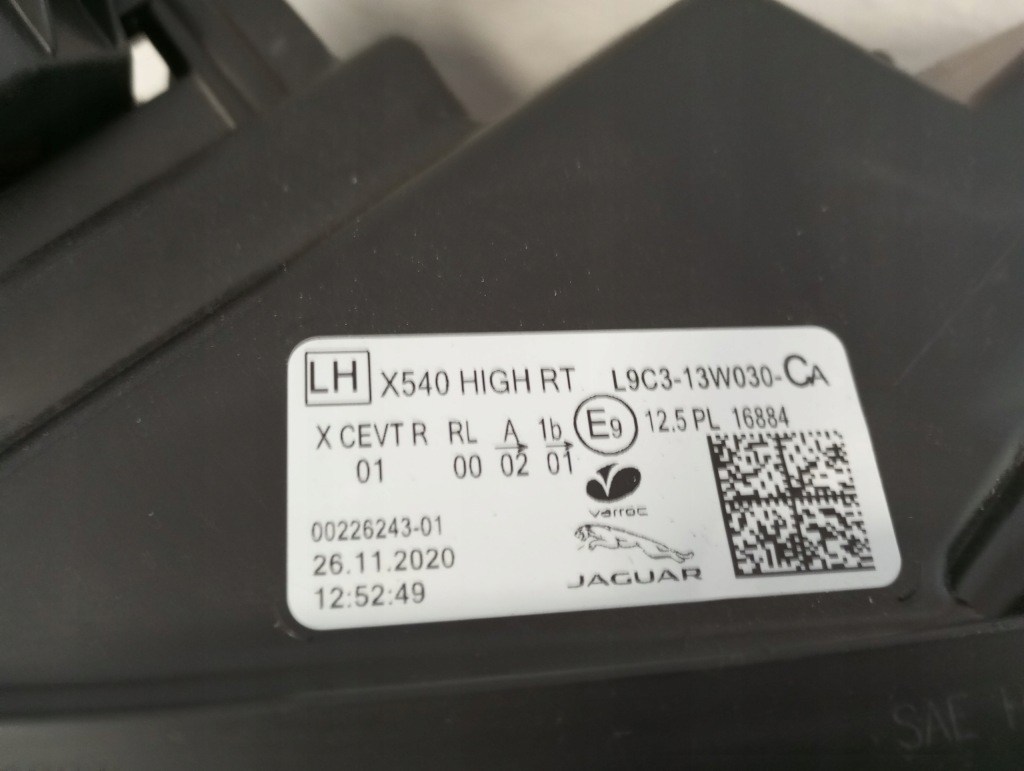 LH X540 HIGH RT L9C3-13W030-CA
X CEVT R RL A 1b E9 12.5 PL 16884
01 00 02 01
varroc
00226243-01
26.11.2020
JAGUAR
12:52:49
SAE